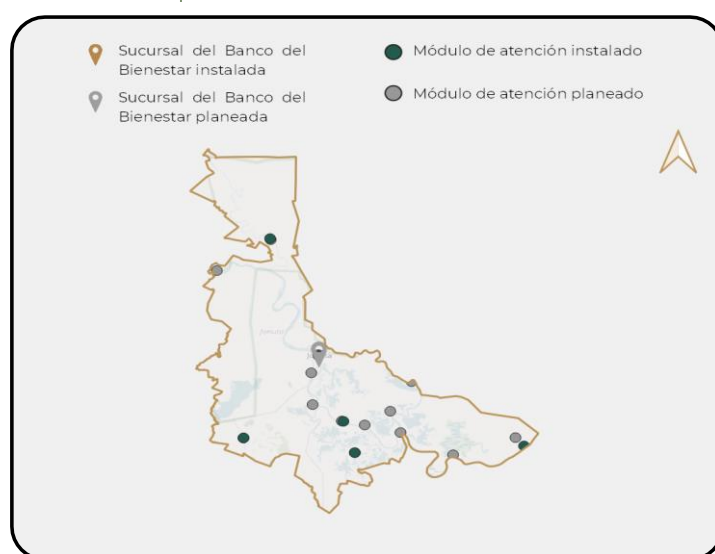 Sucursal del Banco del
Bienestar instalada
Sucursal del Banco del
Bienestar planeada
Módulo de atención instalado
Módulo de atención planeado